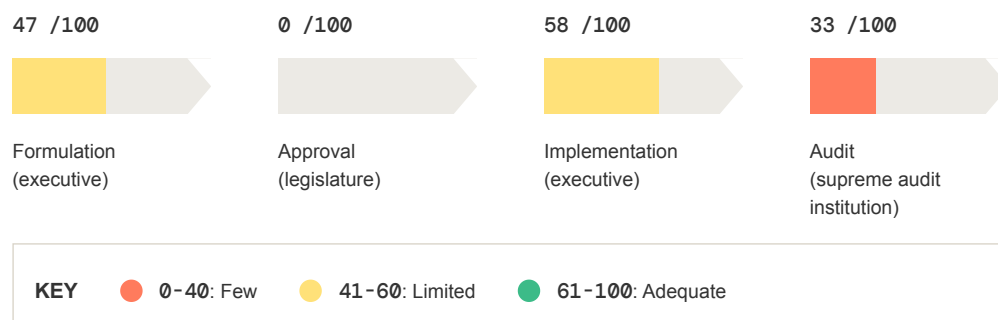 47 /100
0 /100
58 /100
33 /100
Formulation
(executive)
Approval
(legislature)
Implementation
(executive)
Audit
(supreme audit
institution)
KEY
0-40: Few
41-60: Limited
61-100: Adequate